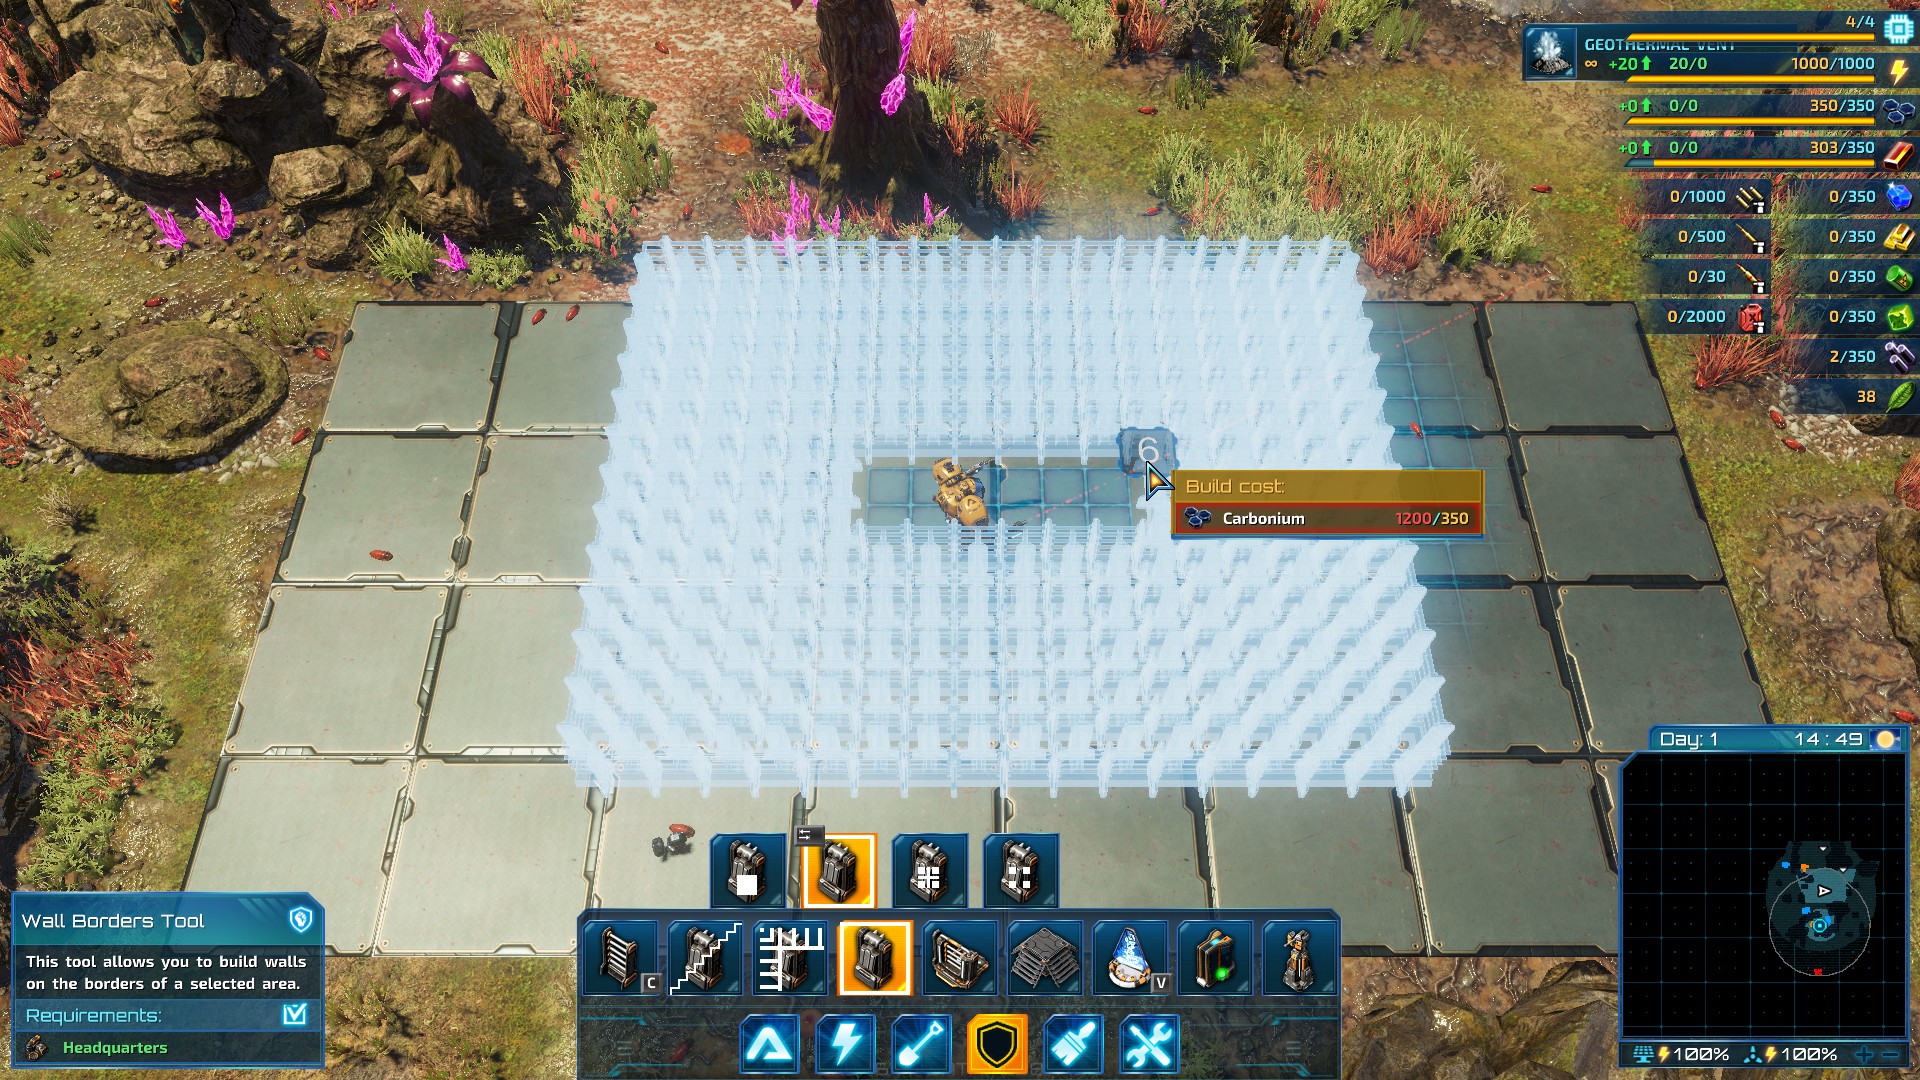 4/4
GEOTHERMAL VENT
∞ +20 20/0 1000/1000
+0 0/0 350/350
+0 0/0 303/350
0/1000 0/350
0/500 0/350
0/30 0/350
0/2000 0/350
2/350
38
6
Build cost:
Carbonium 1200/350
Day: 1 14:49
Wall Borders Tool
This tool allows you to build walls
on the borders of a selected area.
Requirements:
Headquarters
C
V
100% 100%